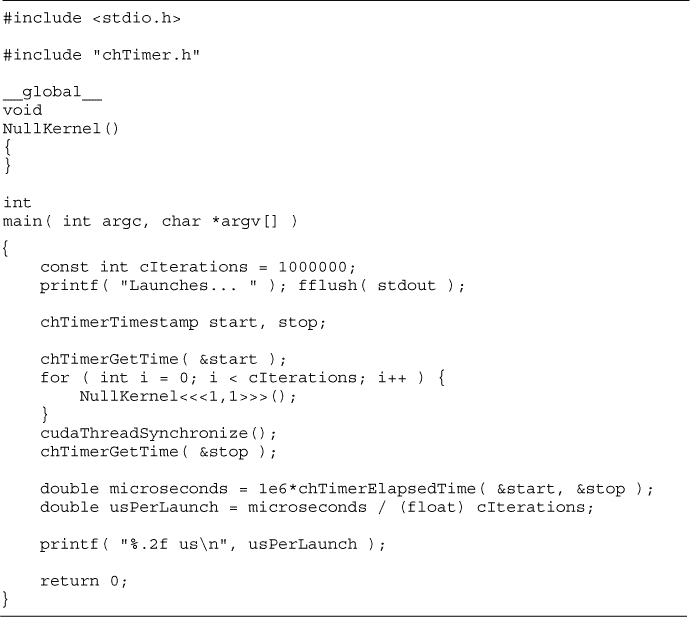 #include <stdio.h>
#include "chTimer.h"
__global__
void
NullKernel()
{
}
int
main( int argc, char *argv[] )
{
    const int cIterations = 1000000;
    printf( "Launches... " ); fflush( stdout );
    chTimerTimestamp start, stop;
    chTimerGetTime( &start );
    for ( int i = 0; i < cIterations; i++ ) {
        NullKernel<<<1,1>>>();
    }
    cudaThreadSynchronize();
    chTimerGetTime( &stop );
    double microseconds = 1e6*chTimerElapsedTime( &start, &stop );
    double usPerLaunch = microseconds / (float) cIterations;
    printf( "%.2f us\n", usPerLaunch );
    return 0;
}